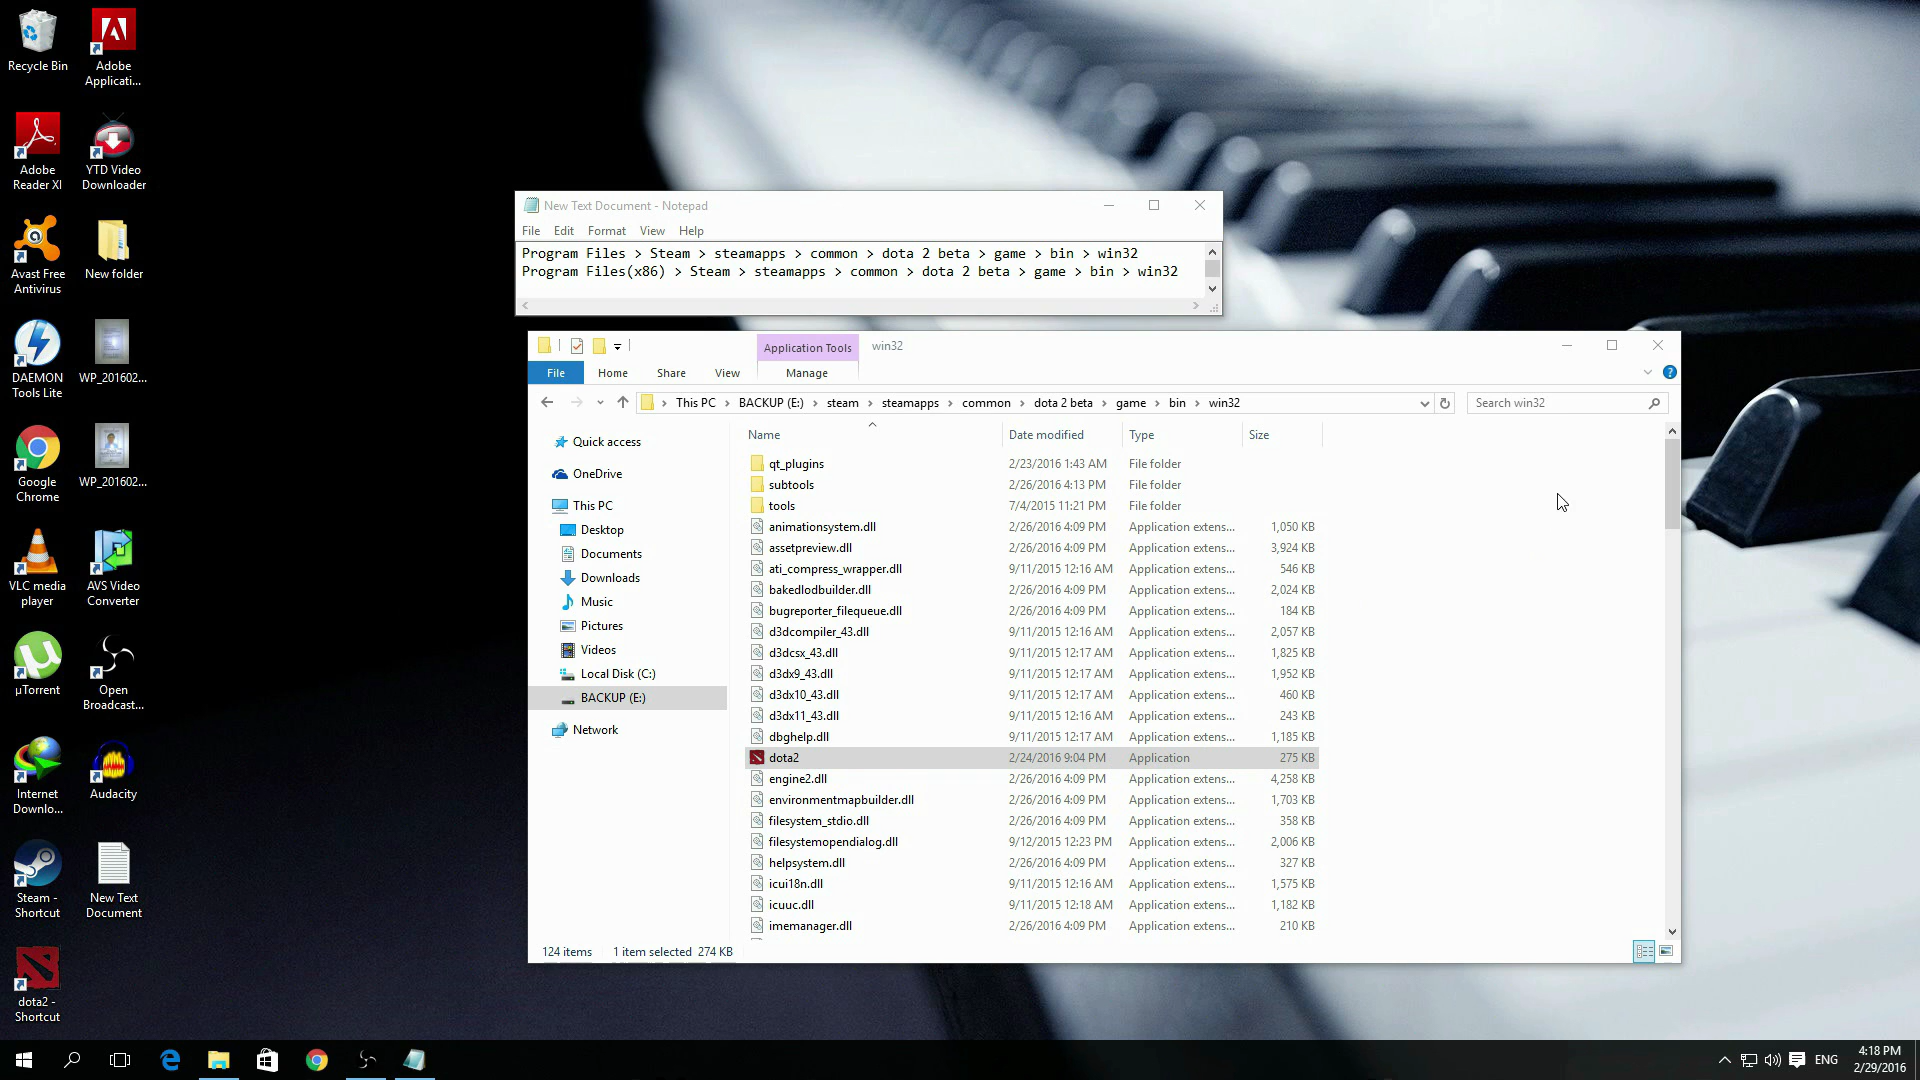 Recycle Bin
Adobe
Applicati...
Adobe
Reader XI
YTD Video
Downloader
Avast Free
Antivirus
New folder
DAEMON
Tools Lite
WP_201602...
Google
Chrome
WP_201602...
VLC media
player
AVS Video
Converter
µTorrent
Open
Broadcast...
Internet
Downlo...
Audacity
Steam -
Shortcut
New Text
Document
dota2 -
Shortcut
New Text Document - Notepad
File Edit Format View Help
Program Files > Steam > steamapps > common > dota 2 beta > game > bin > win32
Program Files(x86) > Steam > steamapps > common > dota 2 beta > game > bin > win32
Application Tools win32
File Home Share View Manage
This PC > BACKUP (E:) > steam > steamapps > common > dota 2 beta > game > bin > win32
Search win32
Quick access
OneDrive
This PC
Desktop
Documents
Downloads
Music
Pictures
Videos
Local Disk (C:)
BACKUP (E:)
Network
Name Date modified Type Size
qt_plugins 2/23/2016 1:43 AM File folder
subtools 2/26/2016 4:13 PM File folder
tools 7/4/2015 11:21 PM File folder
animationsystem.dll 2/26/2016 4:09 PM Application extens... 1,050 KB
assetpreview.dll 2/26/2016 4:09 PM Application extens... 3,924 KB
ati_compress_wrapper.dll 9/11/2015 12:16 AM Application extens... 546 KB
bakedlodbuilder.dll 2/26/2016 4:09 PM Application extens... 2,024 KB
bugreporter_filequeue.dll 2/26/2016 4:09 PM Application extens... 184 KB
d3dcompiler_43.dll 9/11/2015 12:16 AM Application extens... 2,057 KB
d3dcsx_43.dll 9/11/2015 12:17 AM Application extens... 1,825 KB
d3dx9_43.dll 9/11/2015 12:17 AM Application extens... 1,952 KB
d3dx10_43.dll 9/11/2015 12:17 AM Application extens... 460 KB
d3dx11_43.dll 9/11/2015 12:16 AM Application extens... 243 KB
dbghelp.dll 9/11/2015 12:17 AM Application extens... 1,185 KB
dota2 2/24/2016 9:04 PM Application 275 KB
engine2.dll 2/26/2016 4:09 PM Application extens... 4,258 KB
environmentmapbuilder.dll 2/26/2016 4:09 PM Application extens... 1,703 KB
filesystem_stdio.dll 2/26/2016 4:09 PM Application extens... 358 KB
filesystemopendialog.dll 9/12/2015 12:23 PM Application extens... 2,006 KB
helpsystem.dll 2/26/2016 4:09 PM Application extens... 327 KB
icui18n.dll 9/11/2015 12:16 AM Application extens... 1,575 KB
icuuc.dll 9/11/2015 12:18 AM Application extens... 1,182 KB
imemanager.dll 2/26/2016 4:09 PM Application extens... 210 KB
124 items 1 item selected 274 KB
ENG
4:18 PM
2/29/2016